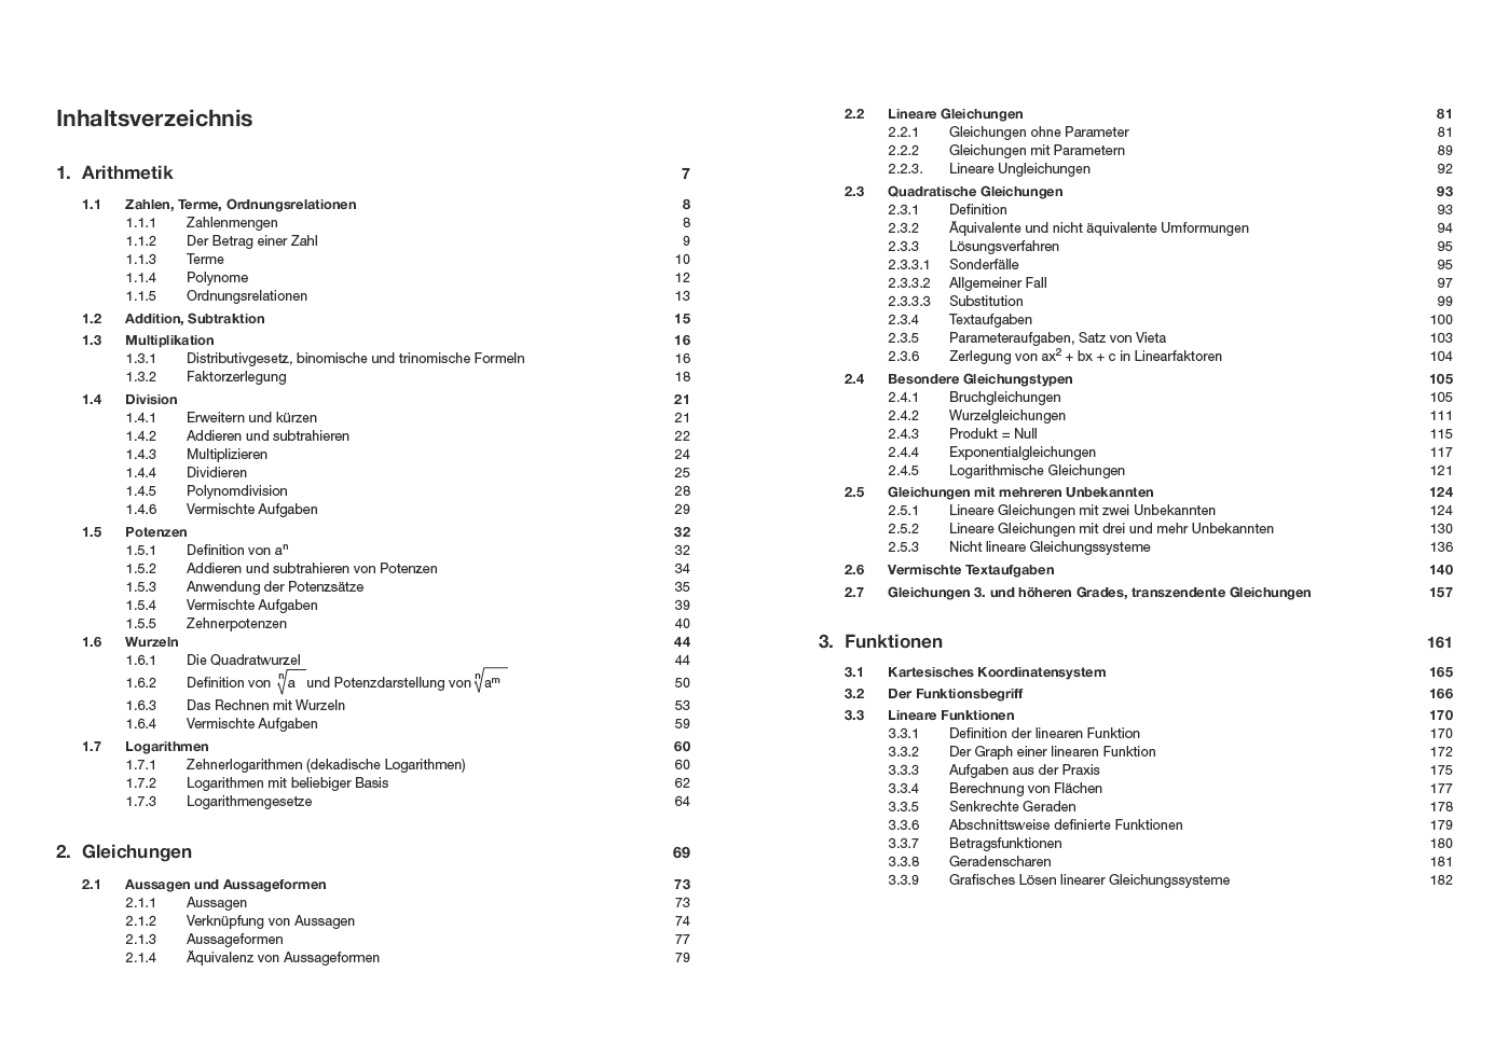 Inhaltsverzeichnis
1. Arithmetik 7
1.1 Zahlen, Terme, Ordnungsrelationen 8
1.1.1 Zahlenmengen 8
1.1.2 Der Betrag einer Zahl 9
1.1.3 Terme 10
1.1.4 Polynome 12
1.1.5 Ordnungsrelationen 13
1.2 Addition, Subtraktion 15
1.3 Multiplikation 16
1.3.1 Distributivgesetz, binomische und trinomische Formeln 16
1.3.2 Faktorzerlegung 18
1.4 Division 21
1.4.1 Erweitern und kürzen 21
1.4.2 Addieren und subtrahieren 22
1.4.3 Multiplizieren 24
1.4.4 Dividieren 25
1.4.5 Polynomdivision 28
1.4.6 Vermischte Aufgaben 29
1.5 Potenzen 32
1.5.1 Definition von aⁿ 32
1.5.2 Addieren und subtrahieren von Potenzen 34
1.5.3 Anwendung der Potenzsätze 35
1.5.4 Vermischte Aufgaben 39
1.5.5 Zehnerpotenzen 40
1.6 Wurzeln 44
1.6.1 Die Quadratwurzel 44
1.6.2 Definition von ⁿ√a und Potenzdarstellung von ⁿ√aᵐ 50
1.6.3 Das Rechnen mit Wurzeln 53
1.6.4 Vermischte Aufgaben 59
1.7 Logarithmen 60
1.7.1 Zehnerlogarithmen (dekadische Logarithmen) 60
1.7.2 Logarithmen mit beliebiger Basis 62
1.7.3 Logarithmengesetze 64
2. Gleichungen 69
2.1 Aussagen und Aussageformen 73
2.1.1 Aussagen 73
2.1.2 Verknüpfung von Aussagen 74
2.1.3 Aussageformen 77
2.1.4 Äquivalenz von Aussageformen 79
2.2 Lineare Gleichungen 81
2.2.1 Gleichungen ohne Parameter 81
2.2.2 Gleichungen mit Parametern 89
2.2.3. Lineare Ungleichungen 92
2.3 Quadratische Gleichungen 93
2.3.1 Definition 93
2.3.2 Äquivalente und nicht äquivalente Umformungen 94
2.3.3 Lösungsverfahren 95
2.3.3.1 Sonderfälle 95
2.3.3.2 Allgemeiner Fall 97
2.3.3.3 Substitution 99
2.3.4 Textaufgaben 100
2.3.5 Parameteraufgaben, Satz von Vieta 103
2.3.6 Zerlegung von ax² + bx + c in Linearfaktoren 104
2.4 Besondere Gleichungstypen 105
2.4.1 Bruchgleichungen 105
2.4.2 Wurzelgleichungen 111
2.4.3 Produkt = Null 115
2.4.4 Exponentialgleichungen 117
2.4.5 Logarithmische Gleichungen 121
2.5 Gleichungen mit mehreren Unbekannten 124
2.5.1 Lineare Gleichungen mit zwei Unbekannten 124
2.5.2 Lineare Gleichungen mit drei und mehr Unbekannten 130
2.5.3 Nicht lineare Gleichungssysteme 136
2.6 Vermischte Textaufgaben 140
2.7 Gleichungen 3. und höheren Grades, transzendente Gleichungen 157
3. Funktionen 161
3.1 Kartesisches Koordinatensystem 165
3.2 Der Funktionsbegriff 166
3.3 Lineare Funktionen 170
3.3.1 Definition der linearen Funktion 170
3.3.2 Der Graph einer linearen Funktion 172
3.3.3 Aufgaben aus der Praxis 175
3.3.4 Berechnung von Flächen 177
3.3.5 Senkrechte Geraden 178
3.3.6 Abschnittsweise definierte Funktionen 179
3.3.7 Betragsfunktionen 180
3.3.8 Geradenscharen 181
3.3.9 Grafisches Lösen linearer Gleichungssysteme 182